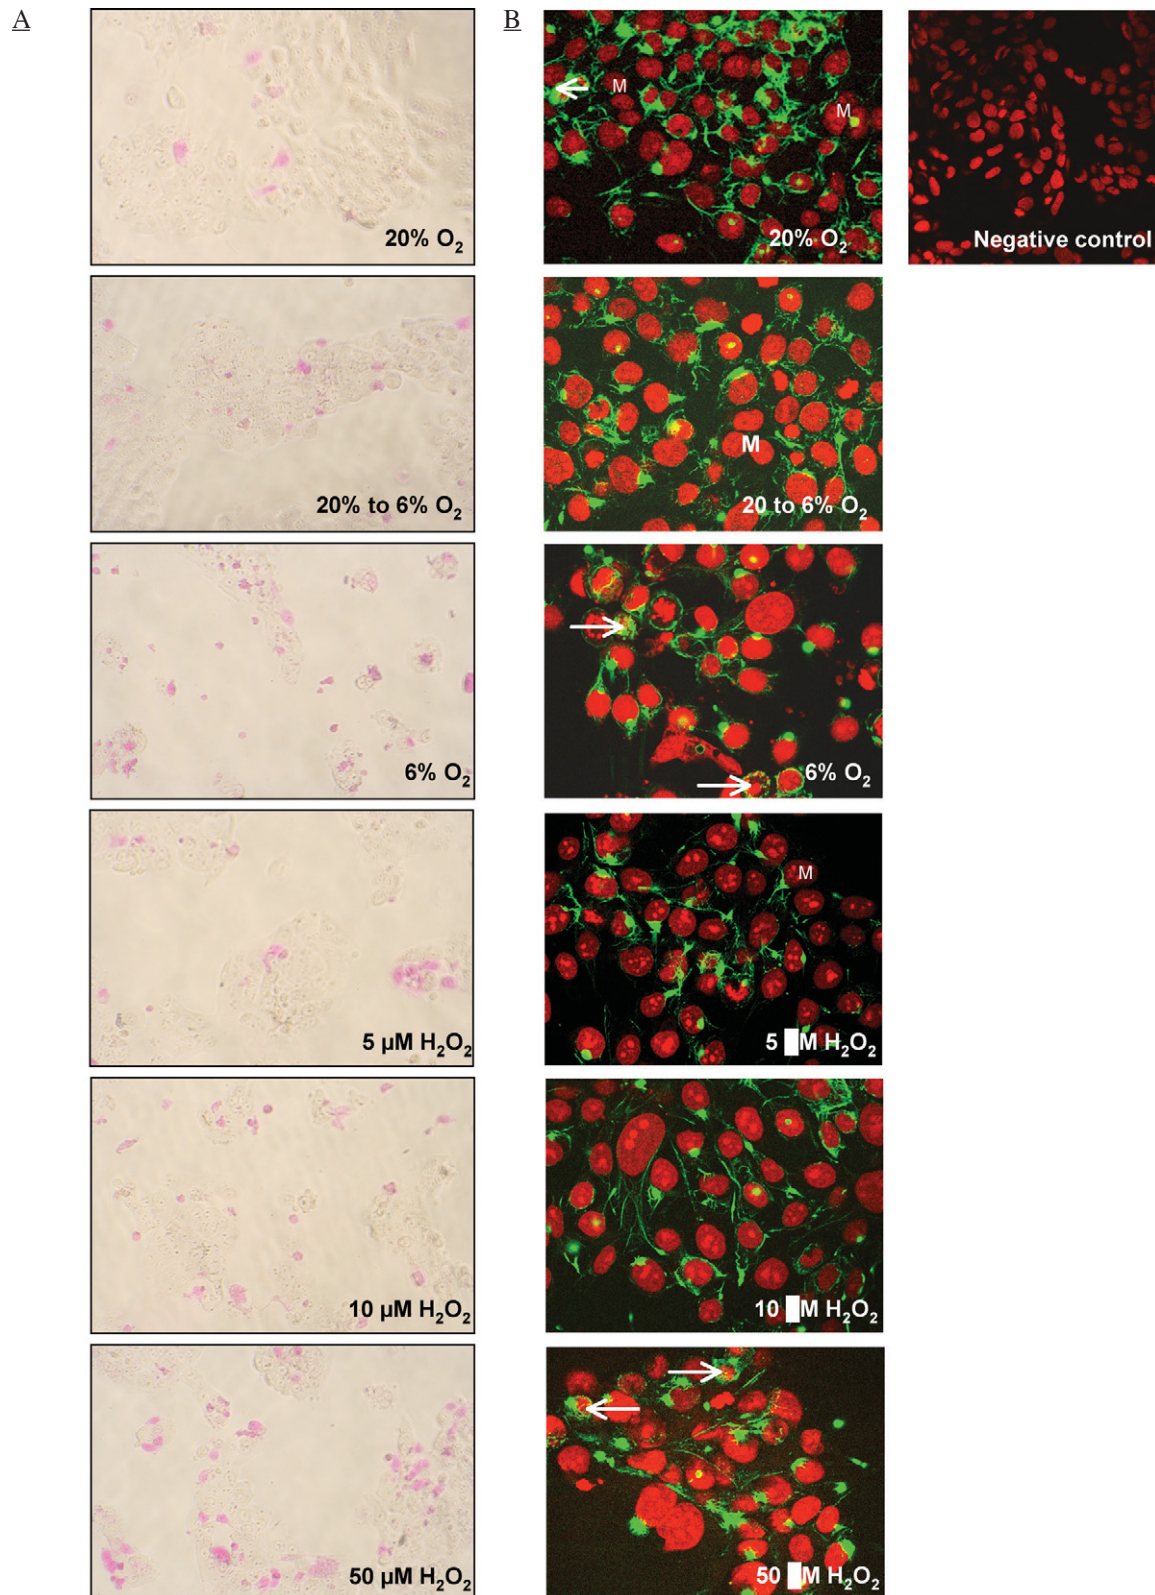 A
B
20% O₂
M
M
20% O₂
Negative control
20% to 6% O₂
M
20 to 6% O₂
6% O₂
6% O₂
5 µM H₂O₂
M
5 █M H₂O₂
10 µM H₂O₂
10 █M H₂O₂
50 µM H₂O₂
50 █M H₂O₂